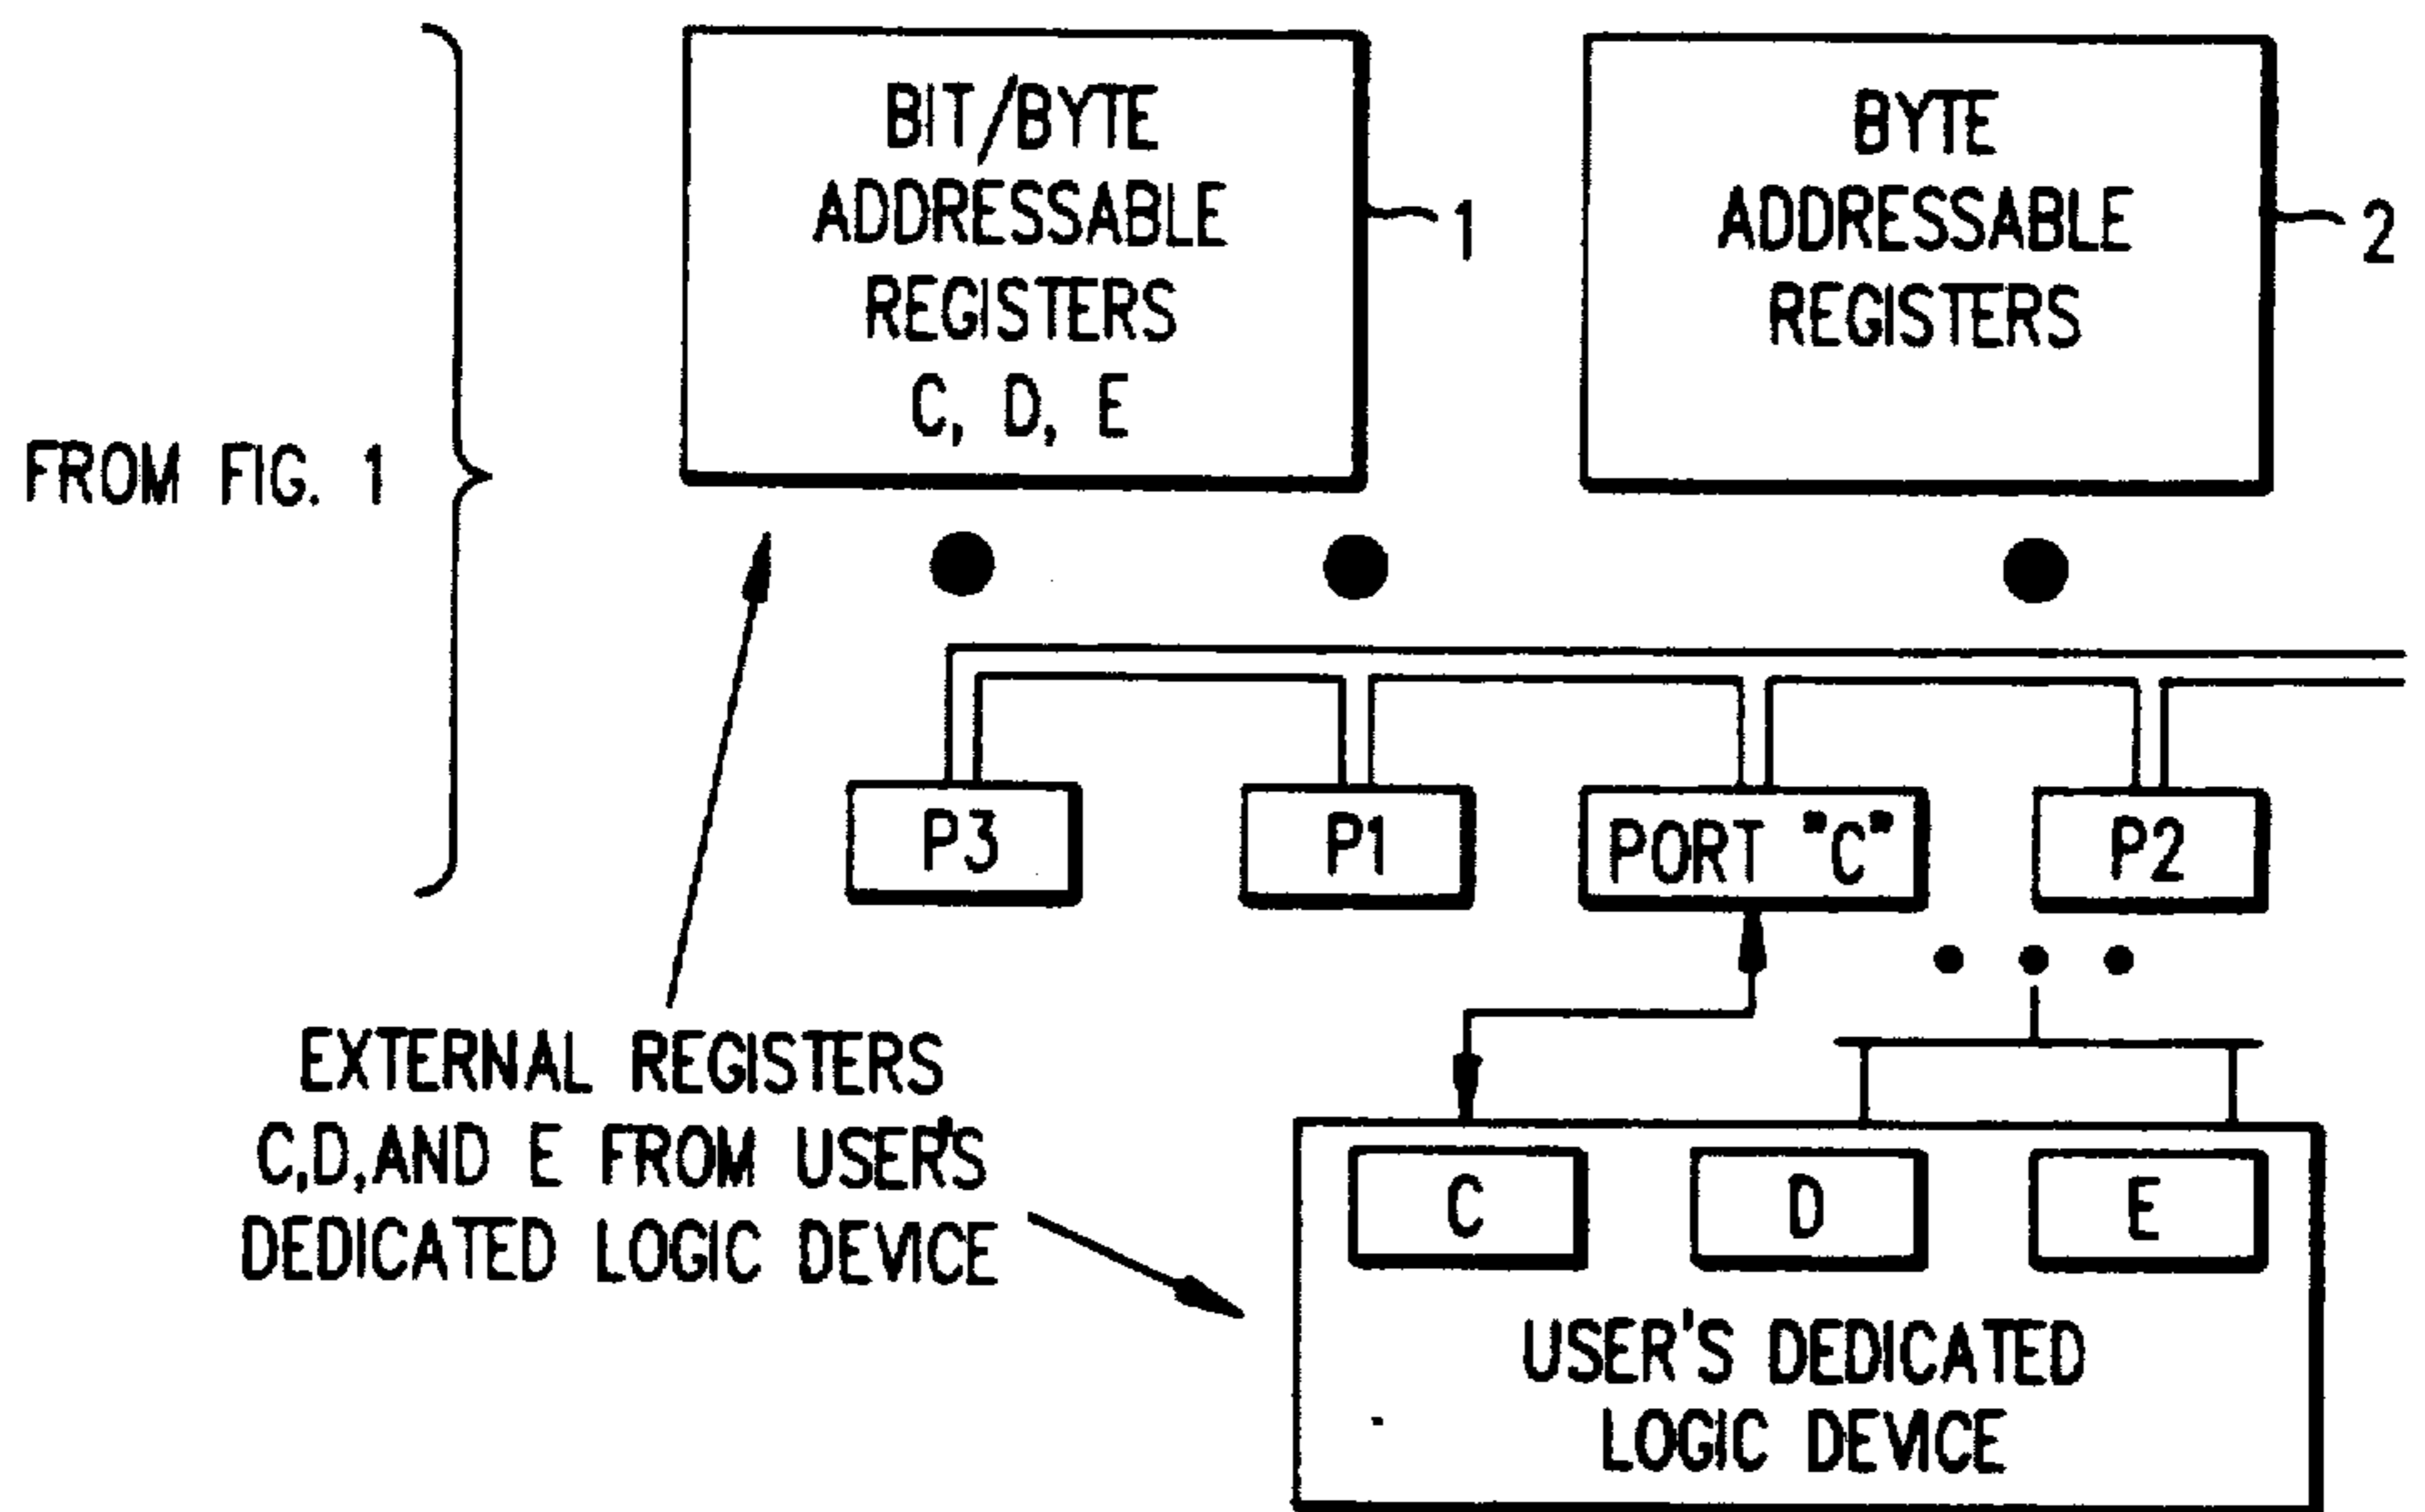 BIT/BYTE
ADDRESSABLE
REGISTERS
C, D, E
1
BYTE
ADDRESSABLE
REGISTERS
2
FROM FIG. 1
P3
P1
PORT "C"
P2
EXTERNAL REGISTERS
C,D,AND E FROM USER'S
DEDICATED LOGIC DEVICE
C
D
E
USER'S DEDICATED
LOGIC DEVICE